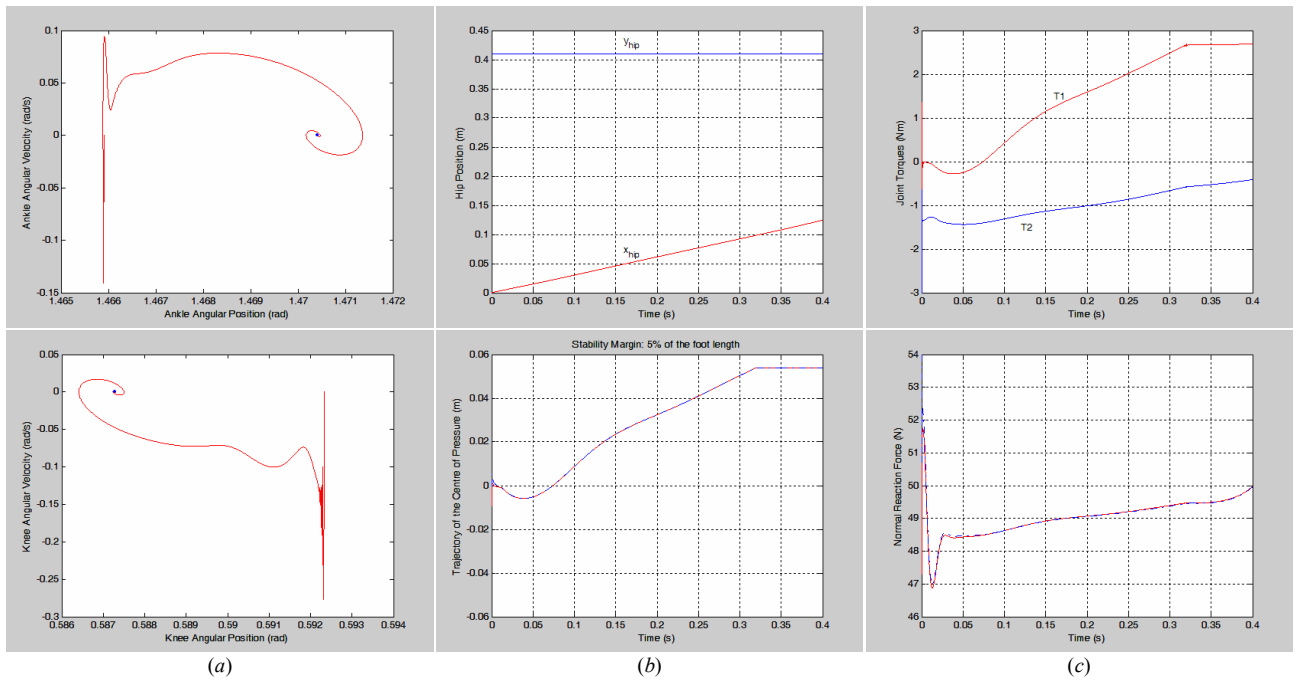 0.1
0.05
0
-0.05
-0.1
-0.15
Ankle Angular Velocity (rad/s)
1.465 1.466 1.467 1.468 1.469 1.47 1.471 1.472
Ankle Angular Position (rad)
0.45
0.4
0.35
0.3
0.25
0.2
0.15
0.1
0.05
0
Hip Position (m)
yhip
xhip
0 0.05 0.1 0.15 0.2 0.25 0.3 0.35 0.4
Time (s)
3
2
1
0
-1
-2
-3
Joint Torques (Nm)
T1
T2
0 0.05 0.1 0.15 0.2 0.25 0.3 0.35 0.4
Time (s)
0.05
0
-0.05
-0.1
-0.15
-0.2
-0.25
-0.3
Knee Angular Velocity (rad/s)
0.586 0.587 0.588 0.589 0.59 0.591 0.592 0.593 0.594
Knee Angular Position (rad)
Stability Margin: 5% of the foot length
0.06
0.04
0.02
0
-0.02
-0.04
-0.06
Trajectory of the Centre of Pressure (m)
0 0.05 0.1 0.15 0.2 0.25 0.3 0.35 0.4
Time (s)
54
53
52
51
50
49
48
47
46
Normal Reaction Force (N)
0 0.05 0.1 0.15 0.2 0.25 0.3 0.35 0.4
Time (s)
(a) (b) (c)